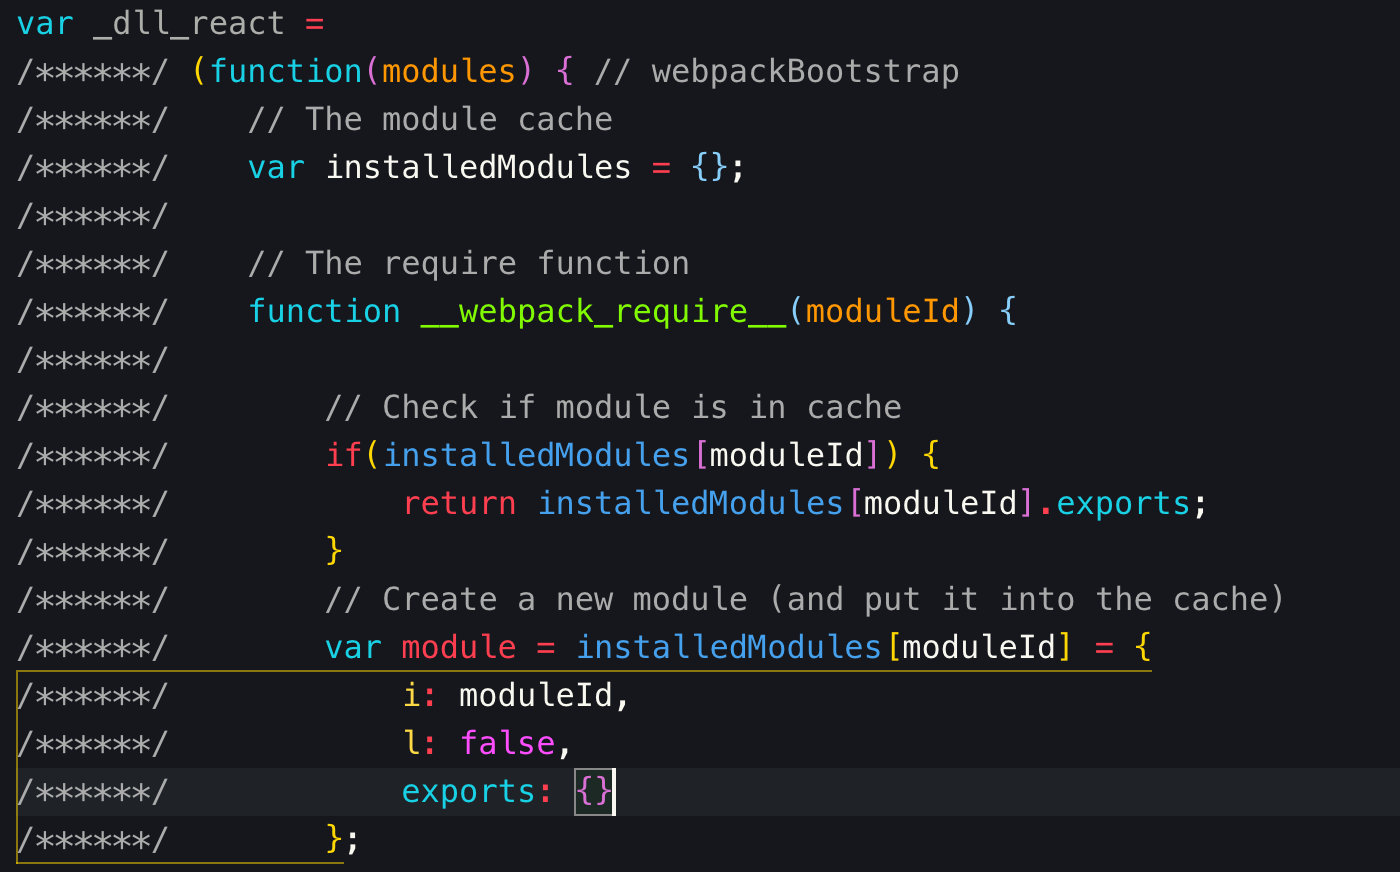 var _dll_react =
/******/ (function(modules) { // webpackBootstrap
/******/    // The module cache
/******/    var installedModules = {};
/******/
/******/    // The require function
/******/    function __webpack_require__(moduleId) {
/******/
/******/        // Check if module is in cache
/******/        if(installedModules[moduleId]) {
/******/            return installedModules[moduleId].exports;
/******/        }
/******/        // Create a new module (and put it into the cache)
/******/        var module = installedModules[moduleId] = {
/******/            i: moduleId,
/******/            l: false,
/******/            exports: {}
/******/        };